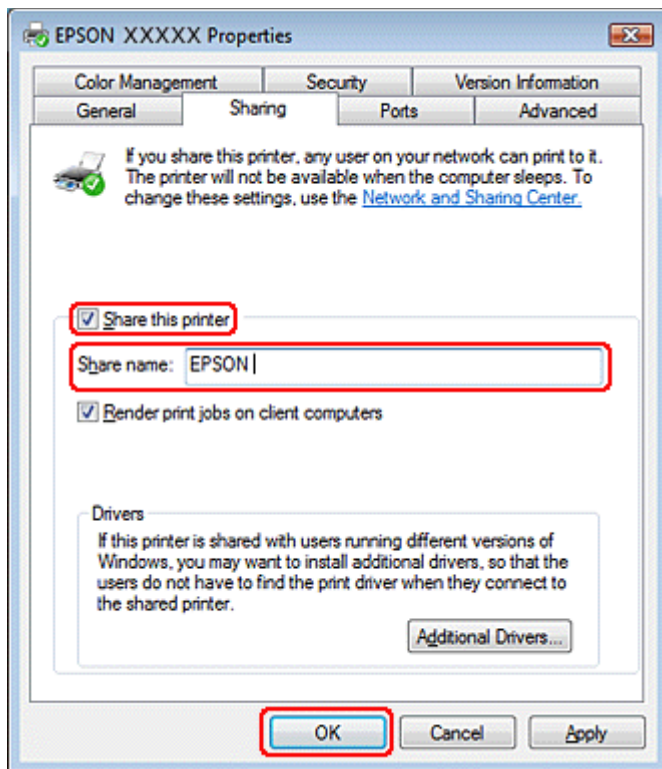 EPSON XXXXX Properties
Color Management Security Version Information
General Sharing Ports Advanced
If you share this printer, any user on your network can print to it.
The printer will not be available when the computer sleeps. To
change these settings, use the Network and Sharing Center.
Share this printer
Share name: EPSON
Render print jobs on client computers
Drivers
If this printer is shared with users running different versions of
Windows, you may want to install additional drivers, so that the
users do not have to find the print driver when they connect to
the shared printer.
Additional Drivers...
OK Cancel Apply